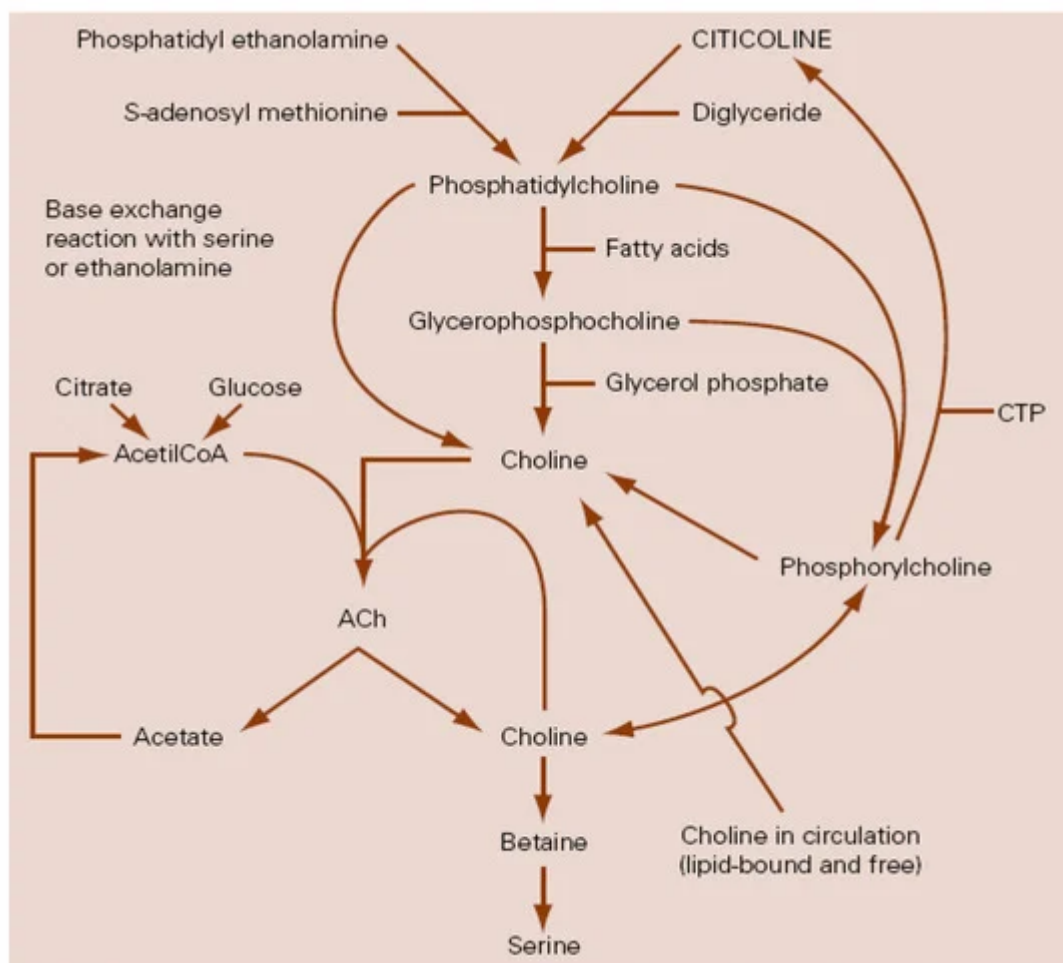 Phosphatidyl ethanolamine
CITICOLINE
S-adenosyl methionine
Diglyceride
Phosphatidylcholine
Base exchange
reaction with serine
or ethanolamine
Fatty acids
Glycerophosphocholine
Citrate
Glucose
Glycerol phosphate
CTP
AcetilCoA
Choline
Phosphorylcholine
ACh
Acetate
Choline
Betaine
Choline in circulation
(lipid-bound and free)
Serine